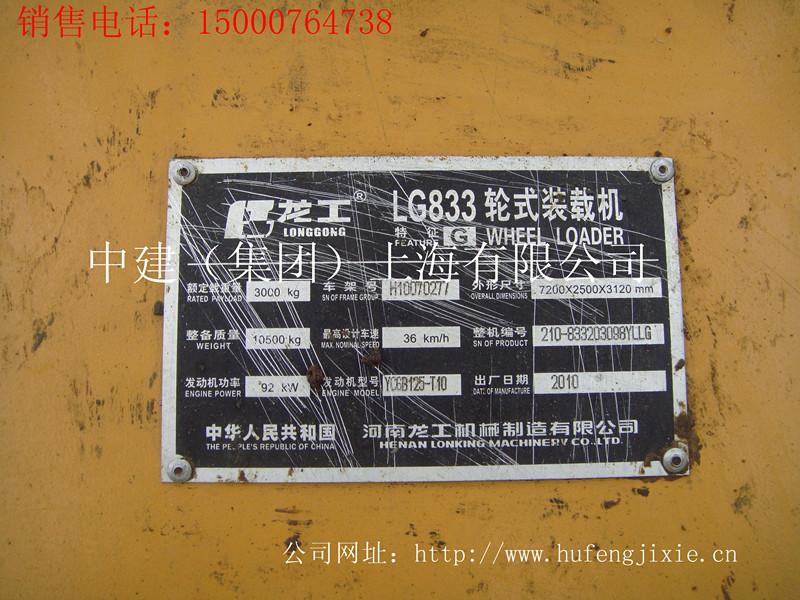 销售电话：15000764738
龙工®
LONGGONG
LG833 轮式装载机
特征 G WHEEL LOADER
FEATURE
中建（集团）上海有限公司
额定载重量 3000 kg 车架号 H10070277 外形尺寸 7200X2500X3120 mm
RATED PAYLOAD SN OF FRAME GROUP OVERALL DIMENSIONS
整备质量 10500 kg 最高设计车速 36 km/h 整机编号 210-833203098YLLG
WEIGHT MAX. NOMINAL SPEED SN OF PRODUCT
发动机功率 92 kW 发动机型号 YC6B125-T10 出厂日期 2010
ENGINE POWER ENGINE MODEL DATE OF MANUFACTURE
中华人民共和国 河南龙工机械制造有限公司
THE PEOPLE'S REPUBLIC OF CHINA HENAN LONKING MACHINERY CO.,LTD.
公司网址：http://www.hufengjixie.cn